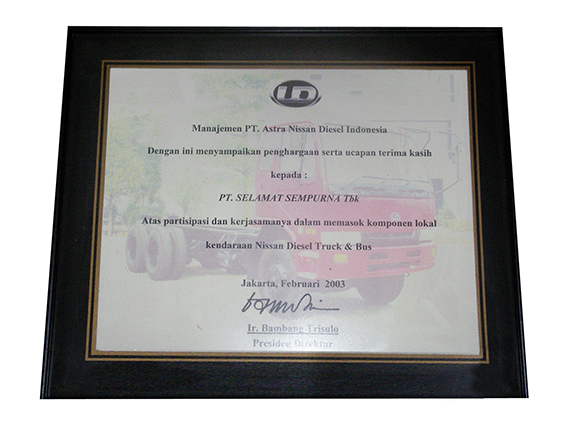 UD
Manajemen PT. Astra Nissan Diesel Indonesia
Dengan ini menyampaikan penghargaan serta ucapan terima kasih
kepada :
PT. SELAMAT SEMPURNA Tbk
Atas partisipasi dan kerjasamanya dalam memasok komponen lokal
kendaraan Nissan Diesel Truck & Bus
Jakarta, Februari 2003
Ir. Bambang Trisulo
Presiden Direktur